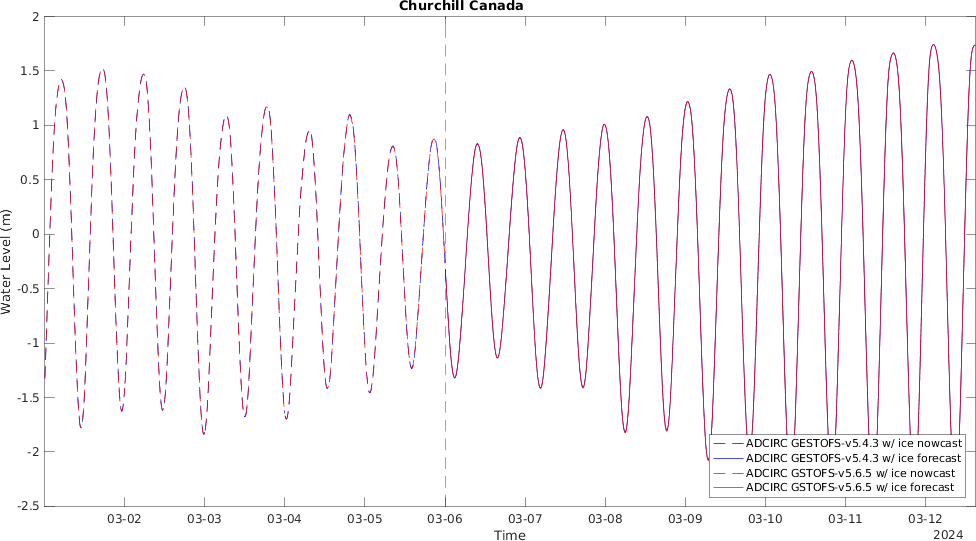 Churchill Canada
2
1.5
1
0.5
0
-0.5
-1
-1.5
-2
-2.5
Water Level (m)
ADCIRC GESTOFS-v5.4.3 w/ ice nowcast
ADCIRC GESTOFS-v5.4.3 w/ ice forecast
ADCIRC GSTOFS-v5.6.5 w/ ice nowcast
ADCIRC GSTOFS-v5.6.5 w/ ice forecast
03-02 03-03 03-04 03-05 03-06 03-07 03-08 03-09 03-10 03-11 03-12
Time
2024